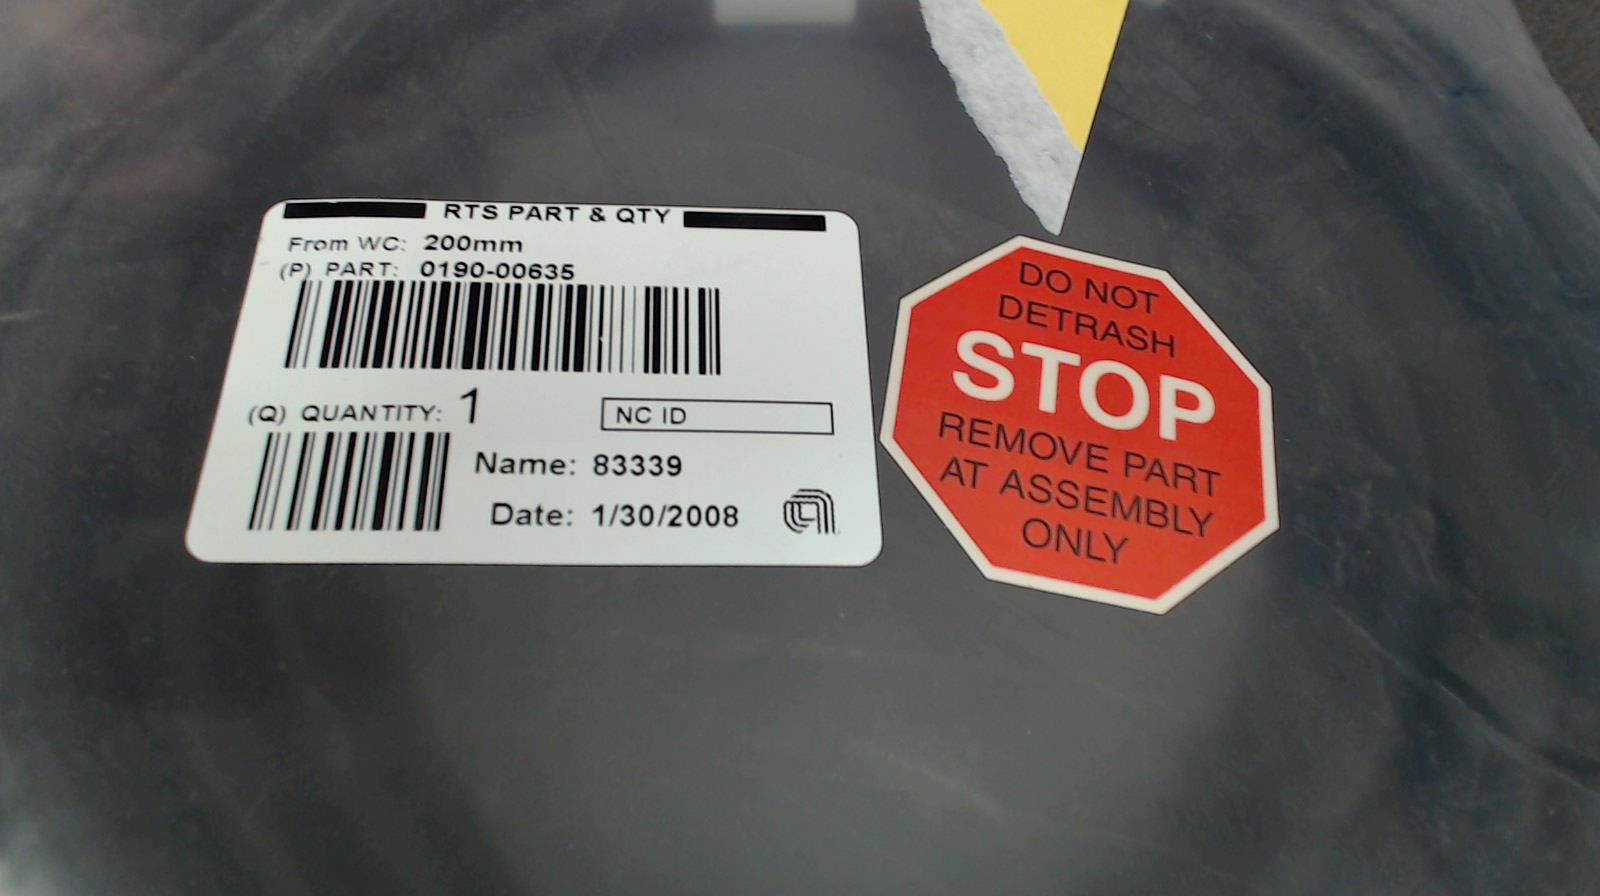 RTS PART & QTY
From WC: 200mm
(P) PART: 0190-00635
(Q) QUANTITY: 1
NC ID
Name: 83339
Date: 1/30/2008
DO NOT
DETRASH
STOP
REMOVE PART
AT ASSEMBLY
ONLY